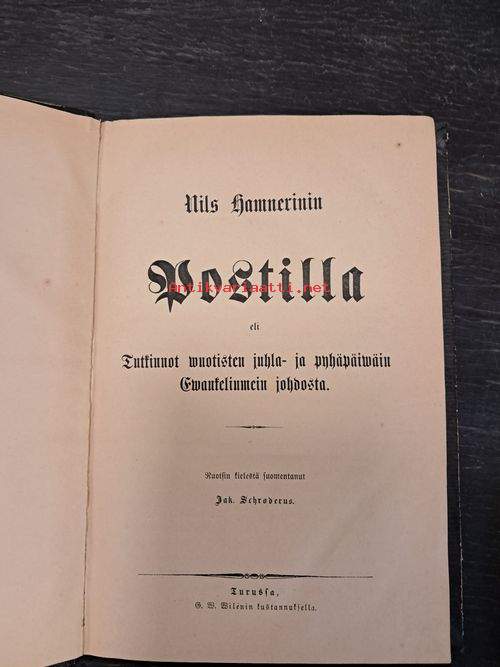 Nils Hamnerinin
Postilla
Antikvariaatti.net
eli
Tutkinnot wuotisten juhla- ja pyhäpäiwäin
Ewankeliumein johdosta.
Ruotsin kielestä suomentanut
Jak. Schroderus.
Turussa,
G. W. Wilenin kustannuksella.